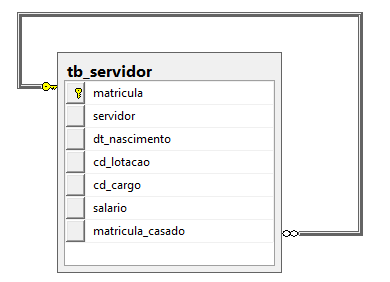 tb_servidor
matricula
servidor
dt_nascimento
cd_lotacao
cd_cargo
salario
matricula_casado